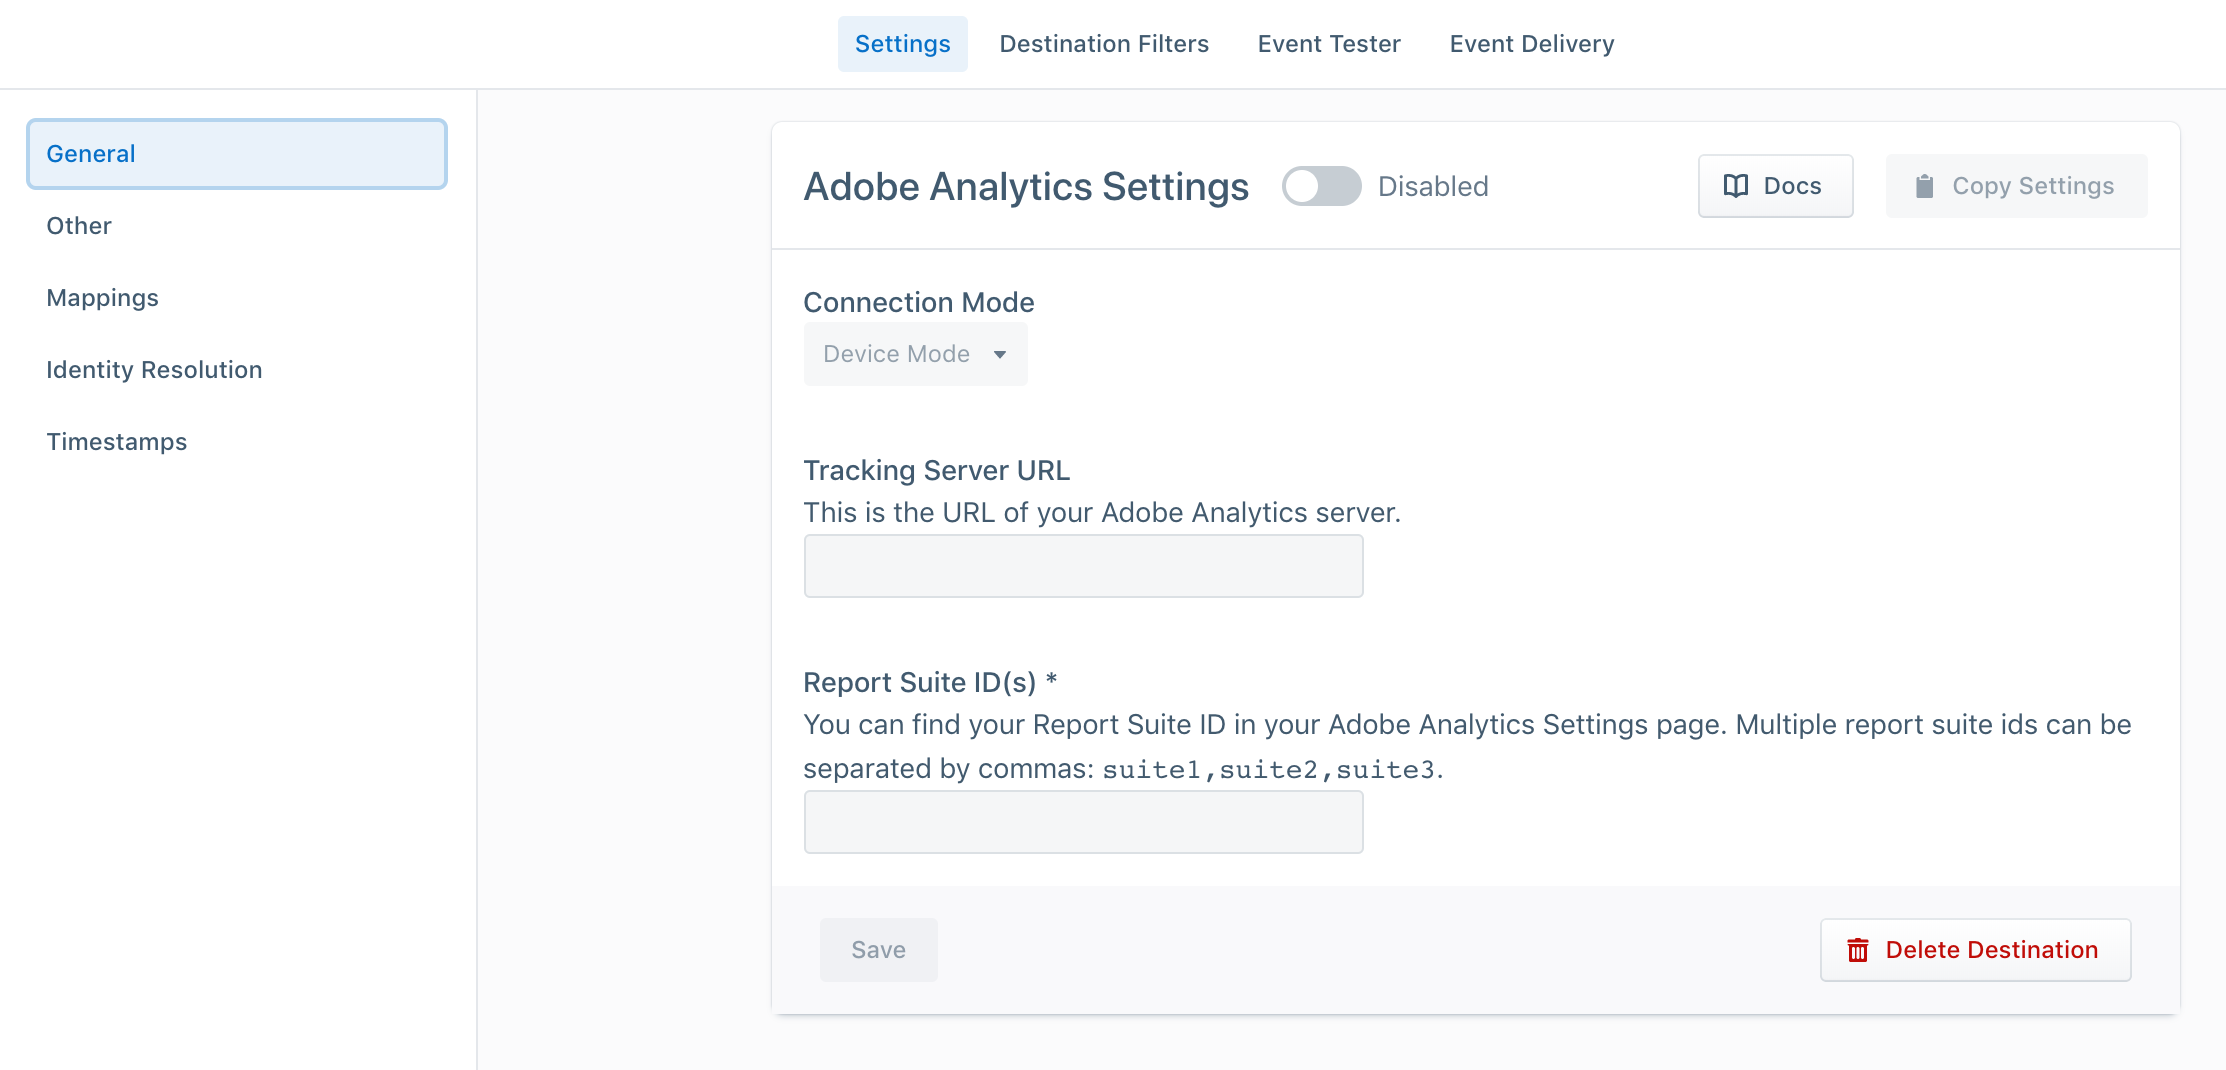 Settings
Destination Filters
Event Tester
Event Delivery
General
Other
Mappings
Identity Resolution
Timestamps
Adobe Analytics Settings
Disabled
Docs
Copy Settings
Connection Mode
Device Mode
Tracking Server URL
This is the URL of your Adobe Analytics server.
Report Suite ID(s) *
You can find your Report Suite ID in your Adobe Analytics Settings page. Multiple report suite ids can be
separated by commas: suite1,suite2,suite3.
Save
Delete Destination